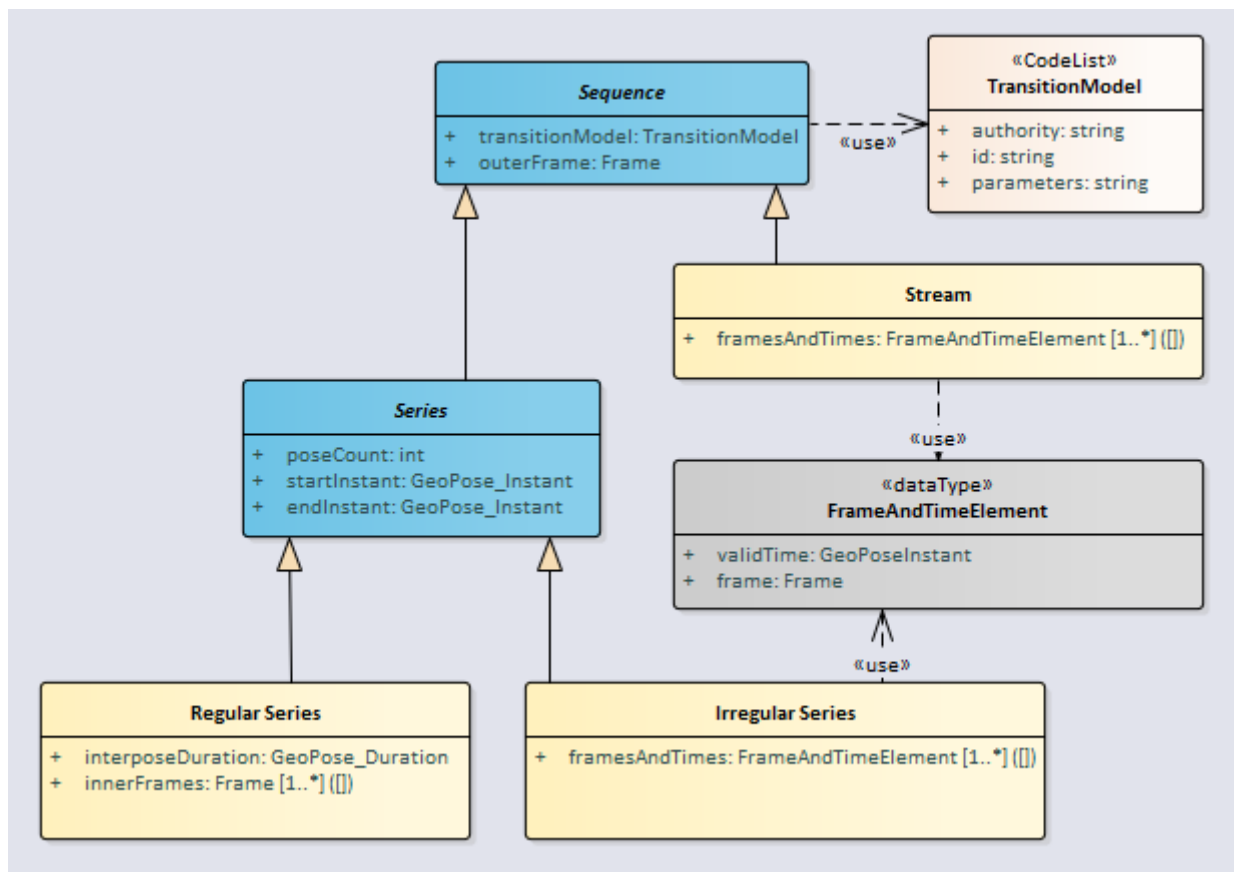 «CodeList»
TransitionModel
+ authority: string
+ id: string
+ parameters: string
Sequence
+ transitionModel: TransitionModel
+ outerFrame: Frame
«use»
Stream
+ framesAndTimes: FrameAndTimeElement [1..*] ([])
Series
+ poseCount: int
+ startInstant: GeoPose_Instant
+ endInstant: GeoPose_Instant
«use»
«dataType»
FrameAndTimeElement
+ validTime: GeoPoseInstant
+ frame: Frame
«use»
Regular Series
+ interposeDuration: GeoPose_Duration
+ innerFrames: Frame [1..*] ([])
Irregular Series
+ framesAndTimes: FrameAndTimeElement [1..*] ([])